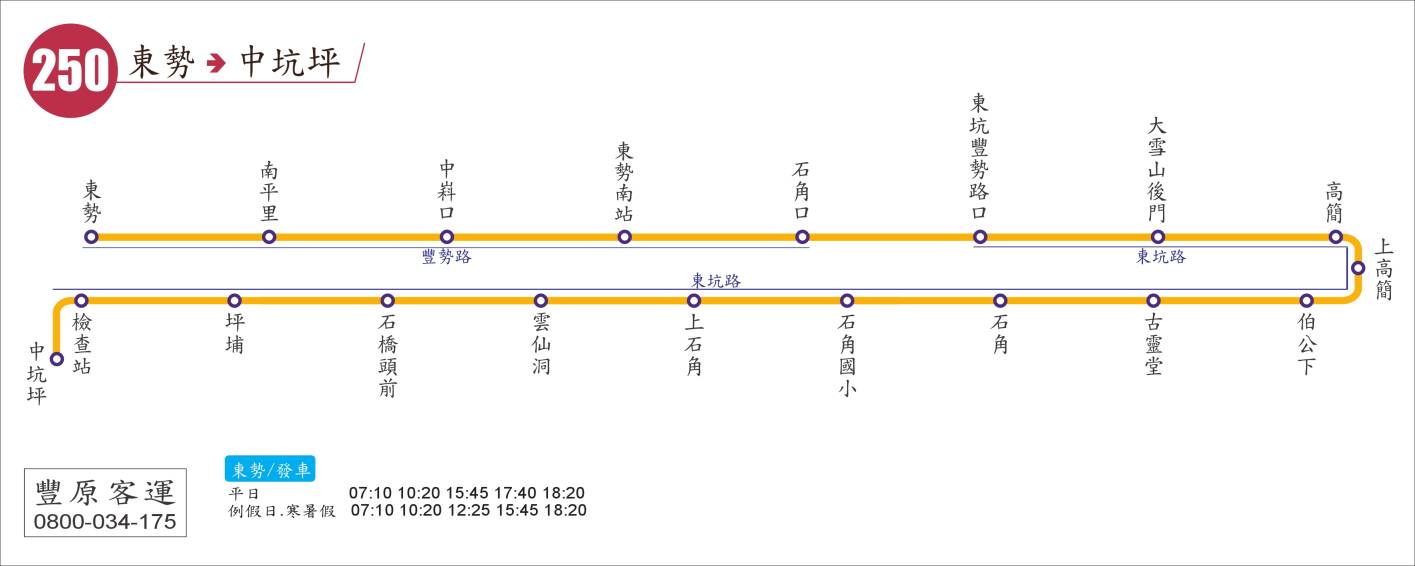 250 東勢 ➔ 中坑坪
東勢
南平里
中嵙口
東勢南站
石角口
東坑豐勢路口
大雪山後門
高簡
上高簡
豐勢路
東坑路
東坑路
伯公下
古靈堂
石角
石角國小
上石角
雲仙洞
石橋頭前
坪埔
檢查站
中坑坪
豐原客運
0800-034-175
東勢/發車
平日 07:10 10:20 15:45 17:40 18:20
例假日.寒暑假 07:10 10:20 12:25 15:45 18:20